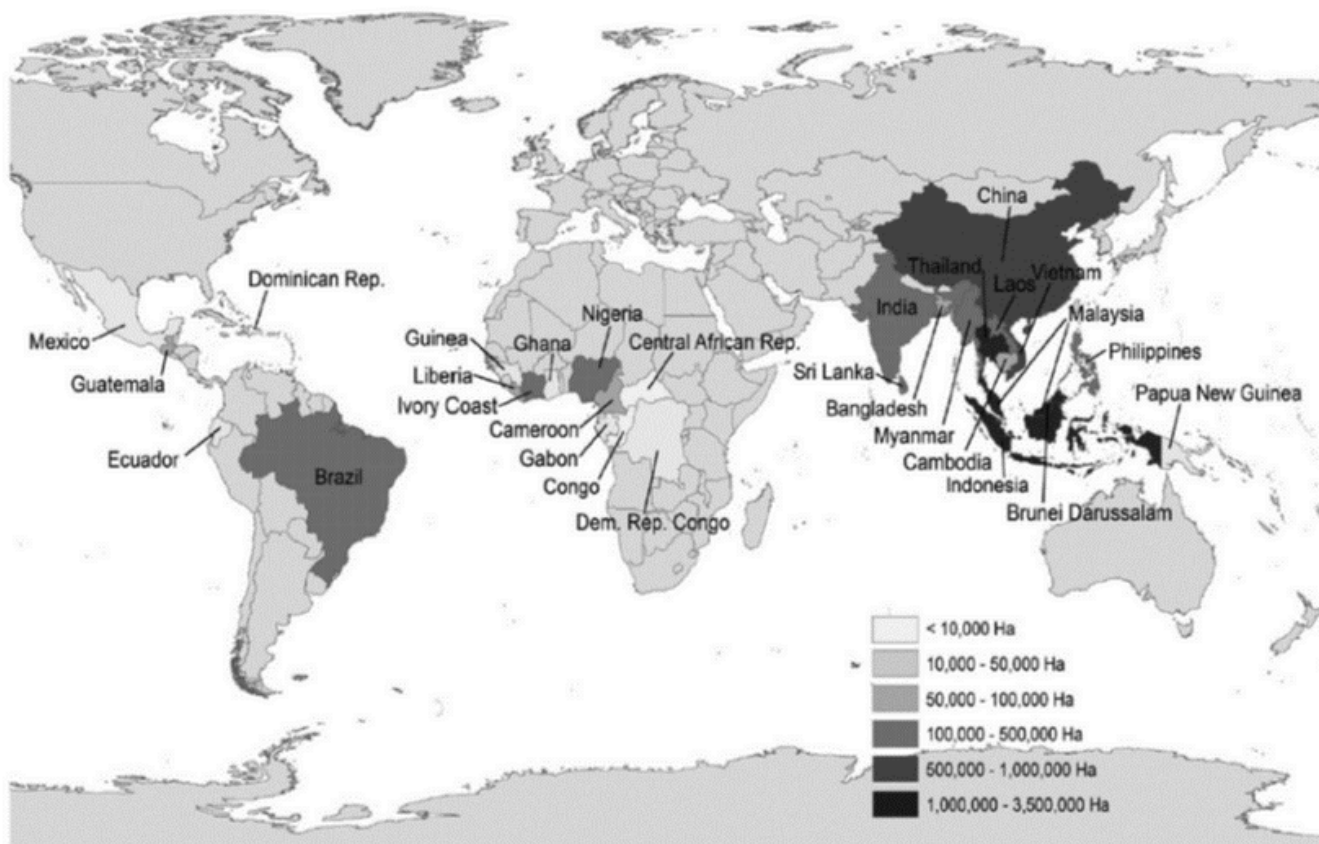 China
Thailand
Vietnam
Laos
Dominican Rep.
India
Nigeria
Malaysia
Mexico
Guinea
Ghana
Central African Rep.
Philippines
Guatemala
Liberia
Sri Lanka
Papua New Guinea
Ivory Coast
Bangladesh
Cameroon
Myanmar
Ecuador
Gabon
Cambodia
Brazil
Congo
Indonesia
Dem. Rep. Congo
Brunei Darussalam
< 10,000 Ha
10,000 - 50,000 Ha
50,000 - 100,000 Ha
100,000 - 500,000 Ha
500,000 - 1,000,000 Ha
1,000,000 - 3,500,000 Ha